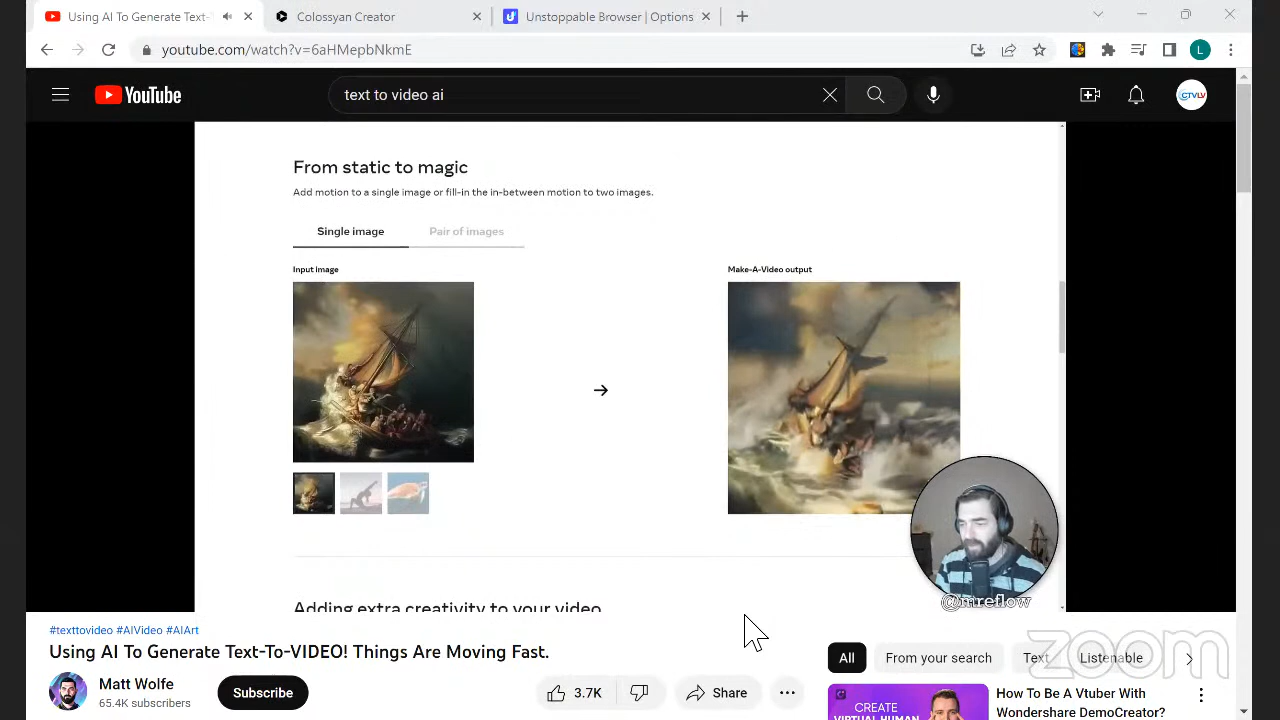 Using AI To Generate Text-
Colossyan Creator
Unstoppable Browser | Options
youtube.com/watch?v=6aHMepbNkmE
L
YouTube
text to video ai
CTVLV
From static to magic
Add motion to a single image or fill-in the in-between motion to two images.
Single image
Pair of images
Input image
Make-A-Video output
Adding extra creativity to your video
@mreflow
#texttovideo #AIVideo #AIArt
Using AI To Generate Text-To-VIDEO! Things Are Moving Fast.
Matt Wolfe
65.4K subscribers
Subscribe
3.7K
Share
All
From your search
Text
Listenable
zoom
CREATE
VIRTUAL HUMAN
How To Be A Vtuber With
Wondershare DemoCreator?